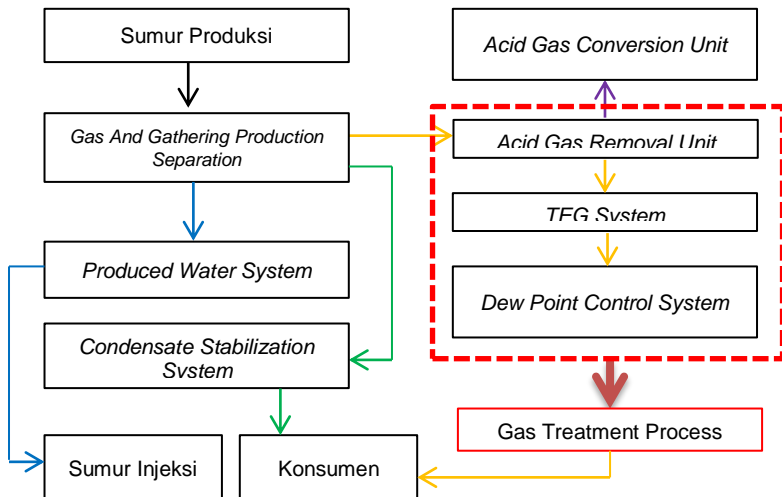 Sumur Produksi
Acid Gas Conversion Unit
Gas And Gathering Production
Separation
Acid Gas Removal Unit
TEG System
Produced Water System
Dew Point Control System
Condensate Stabilization
System
Gas Treatment Process
Sumur Injeksi
Konsumen